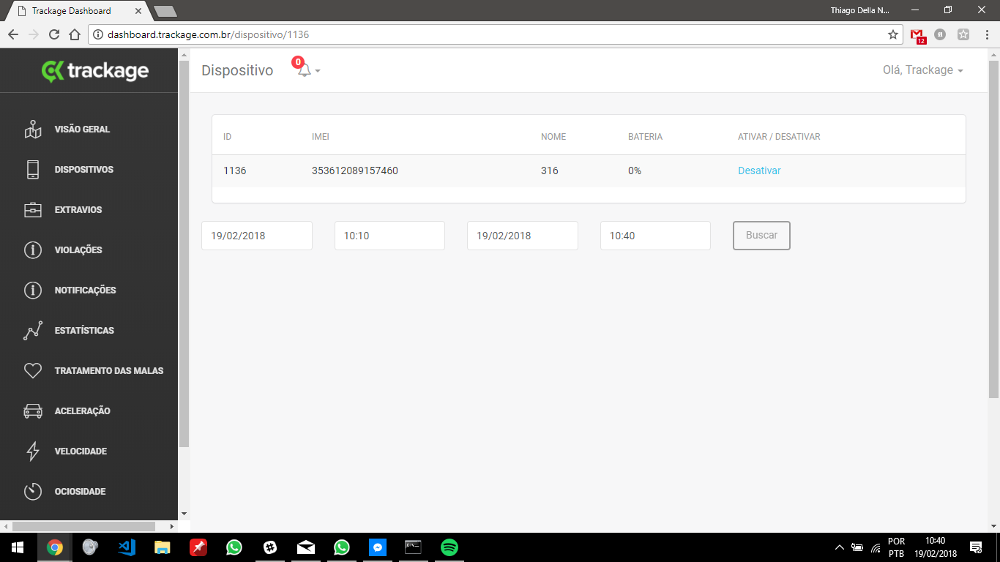 Trackage Dashboard
Thiago Della N...
dashboard.trackage.com.br/dispositivo/1136
12
trackage
Dispositivo
0
Olá, Trackage
VISÃO GERAL
DISPOSITIVOS
EXTRAVIOS
VIOLAÇÕES
NOTIFICAÇÕES
ESTATÍSTICAS
TRATAMENTO DAS MALAS
ACELERAÇÃO
VELOCIDADE
OCIOSIDADE
ID IMEI NOME BATERIA ATIVAR / DESATIVAR
1136 353612089157460 316 0% Desativar
19/02/2018 10:10 19/02/2018 10:40 Buscar
POR
PTB
10:40
19/02/2018